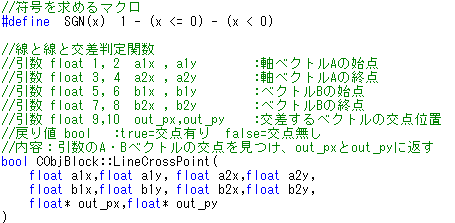 //符号を求めるマクロ
#define  SGN(x)  1 - (x <= 0) - (x < 0)
//線と線と交差判定関数
//引数 float 1, 2  a1x , a1y        :軸ベクトルAの始点
//引数 float 3, 4  a2x , a2y        :軸ベクトルAの終点
//引数 float 5, 6  b1x , b1y        :ベクトルBの始点
//引数 float 7, 8  b2x , b2y        :ベクトルBの終点
//引数 float 9,10  out_px,out_py    :交差するベクトルの交点位置
//戻り値 bool   :true=交点有り  false=交点無し
//内容:引数のA・Bベクトルの交点を見つけ、out_pxとout_pyに返す
bool CObjBlock::LineCrossPoint(
    float a1x,float a1y, float a2x,float a2y,
    float b1x,float b1y, float b2x,float b2y,
    float* out_px,float* out_py
)